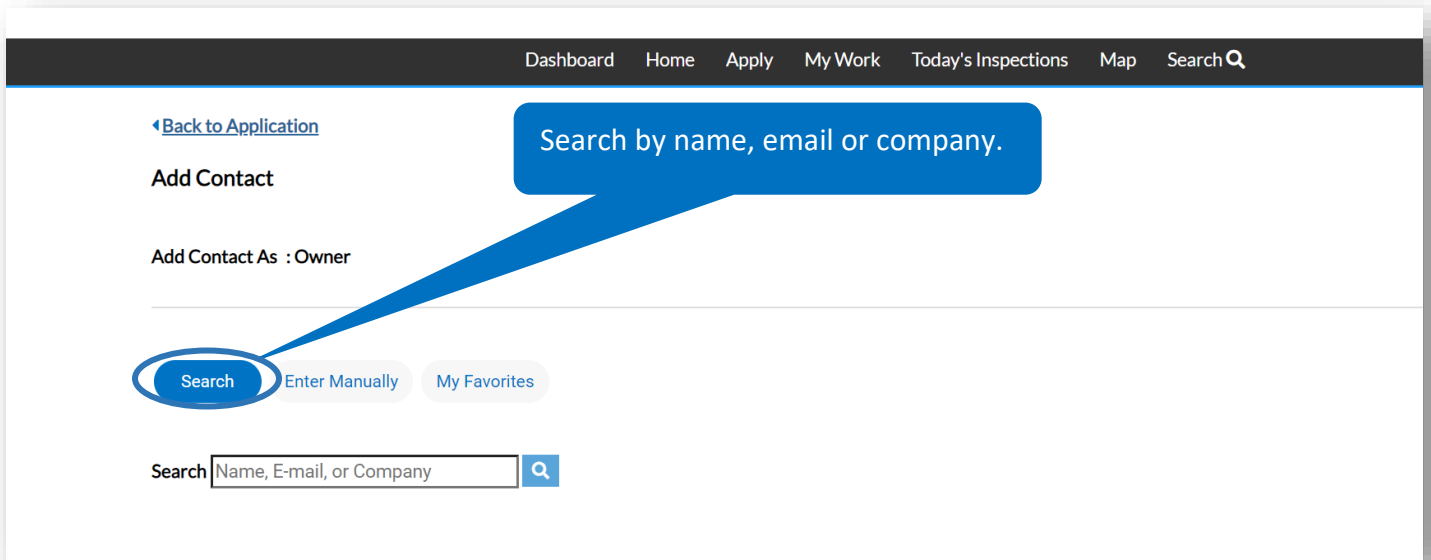 Dashboard Home Apply My Work Today's Inspections Map Search
Back to Application
Search by name, email or company.
Add Contact
Add Contact As : Owner
Search Enter Manually My Favorites
Search Name, E-mail, or Company